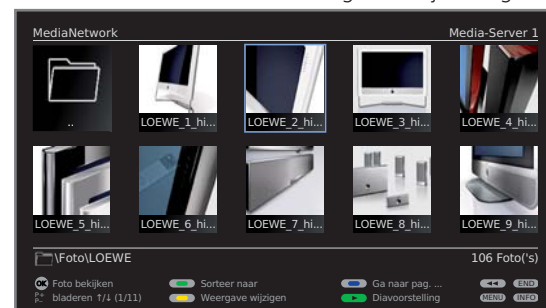 MediaNetwork Media-Server 1
..
LOEWE_1_hi... LOEWE_2_hi... LOEWE_3_hi... LOEWE_4_hi...
LOEWE_5_hi... LOEWE_6_hi... LOEWE_7_hi... LOEWE_8_hi... LOEWE_9_hi...
\Foto\LOEWE 106 Foto('s)
OK Foto bekijken Sorteer naar Ga naar pag. ... END
P+ P- bladeren ↑/↓ (1/11) Weergave wijzigen Diavoorstelling MENU INFO